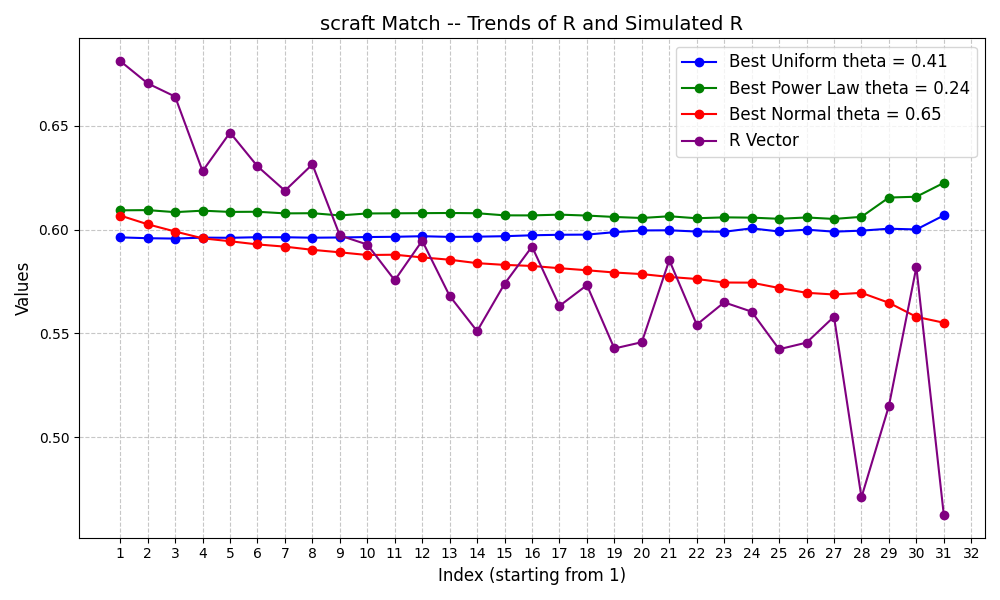 scraft Match -- Trends of R and Simulated R
Best Uniform theta = 0.41
Best Power Law theta = 0.24
Best Normal theta = 0.65
R Vector
Values
0.65
0.60
0.55
0.50
1 2 3 4 5 6 7 8 9 10 11 12 13 14 15 16 17 18 19 20 21 22 23 24 25 26 27 28 29 30 31 32
Index (starting from 1)